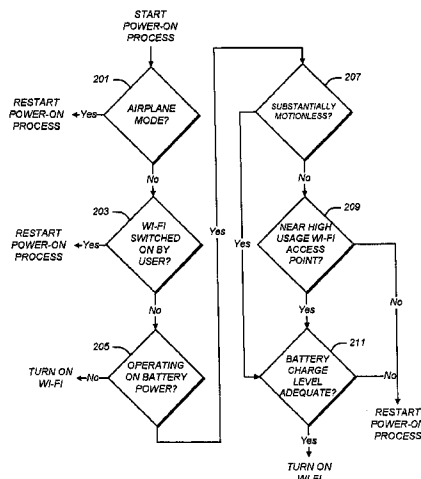 START
POWER-ON
PROCESS
201
AIRPLANE
MODE?
Yes
RESTART
POWER-ON
PROCESS
No
203
WI-FI
SWITCHED
ON BY
USER?
Yes
RESTART
POWER-ON
PROCESS
No
205
OPERATING
ON BATTERY
POWER?
No
TURN ON
WI-FI
Yes
207
SUBSTANTIALLY
MOTIONLESS?
Yes
No
209
NEAR HIGH
USAGE WI-FI
ACCESS
POINT?
No
Yes
211
BATTERY
CHARGE
LEVEL
ADEQUATE?
No
RESTART
POWER-ON
PROCESS
Yes
TURN ON
WI-FI